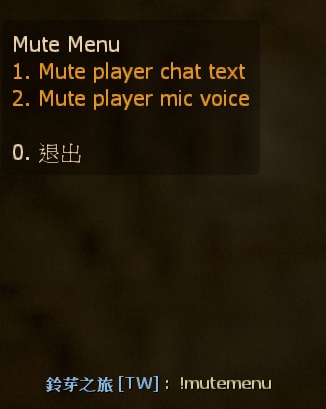 Mute Menu
1. Mute player chat text
2. Mute player mic voice
0. 退出
鈴芽之旅 [TW] : !mutemenu